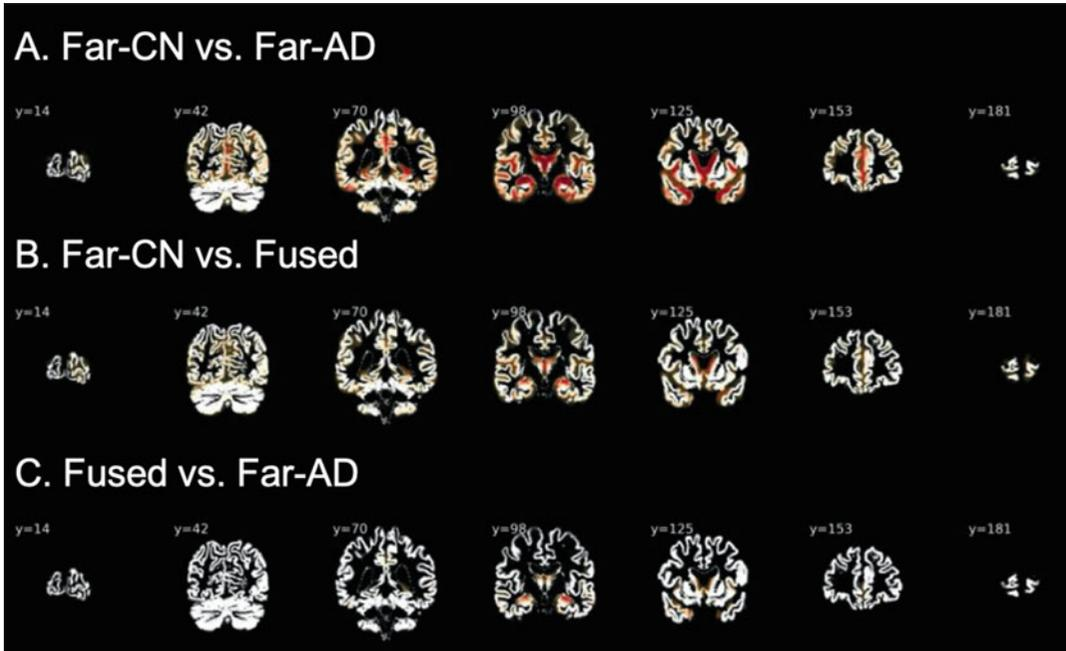 A. Far-CN vs. Far-AD
y=14 y=42 y=70 y=98 y=125 y=153 y=181
B. Far-CN vs. Fused
y=14 y=42 y=70 y=98 y=125 y=153 y=181
C. Fused vs. Far-AD
y=14 y=42 y=70 y=98 y=125 y=153 y=181